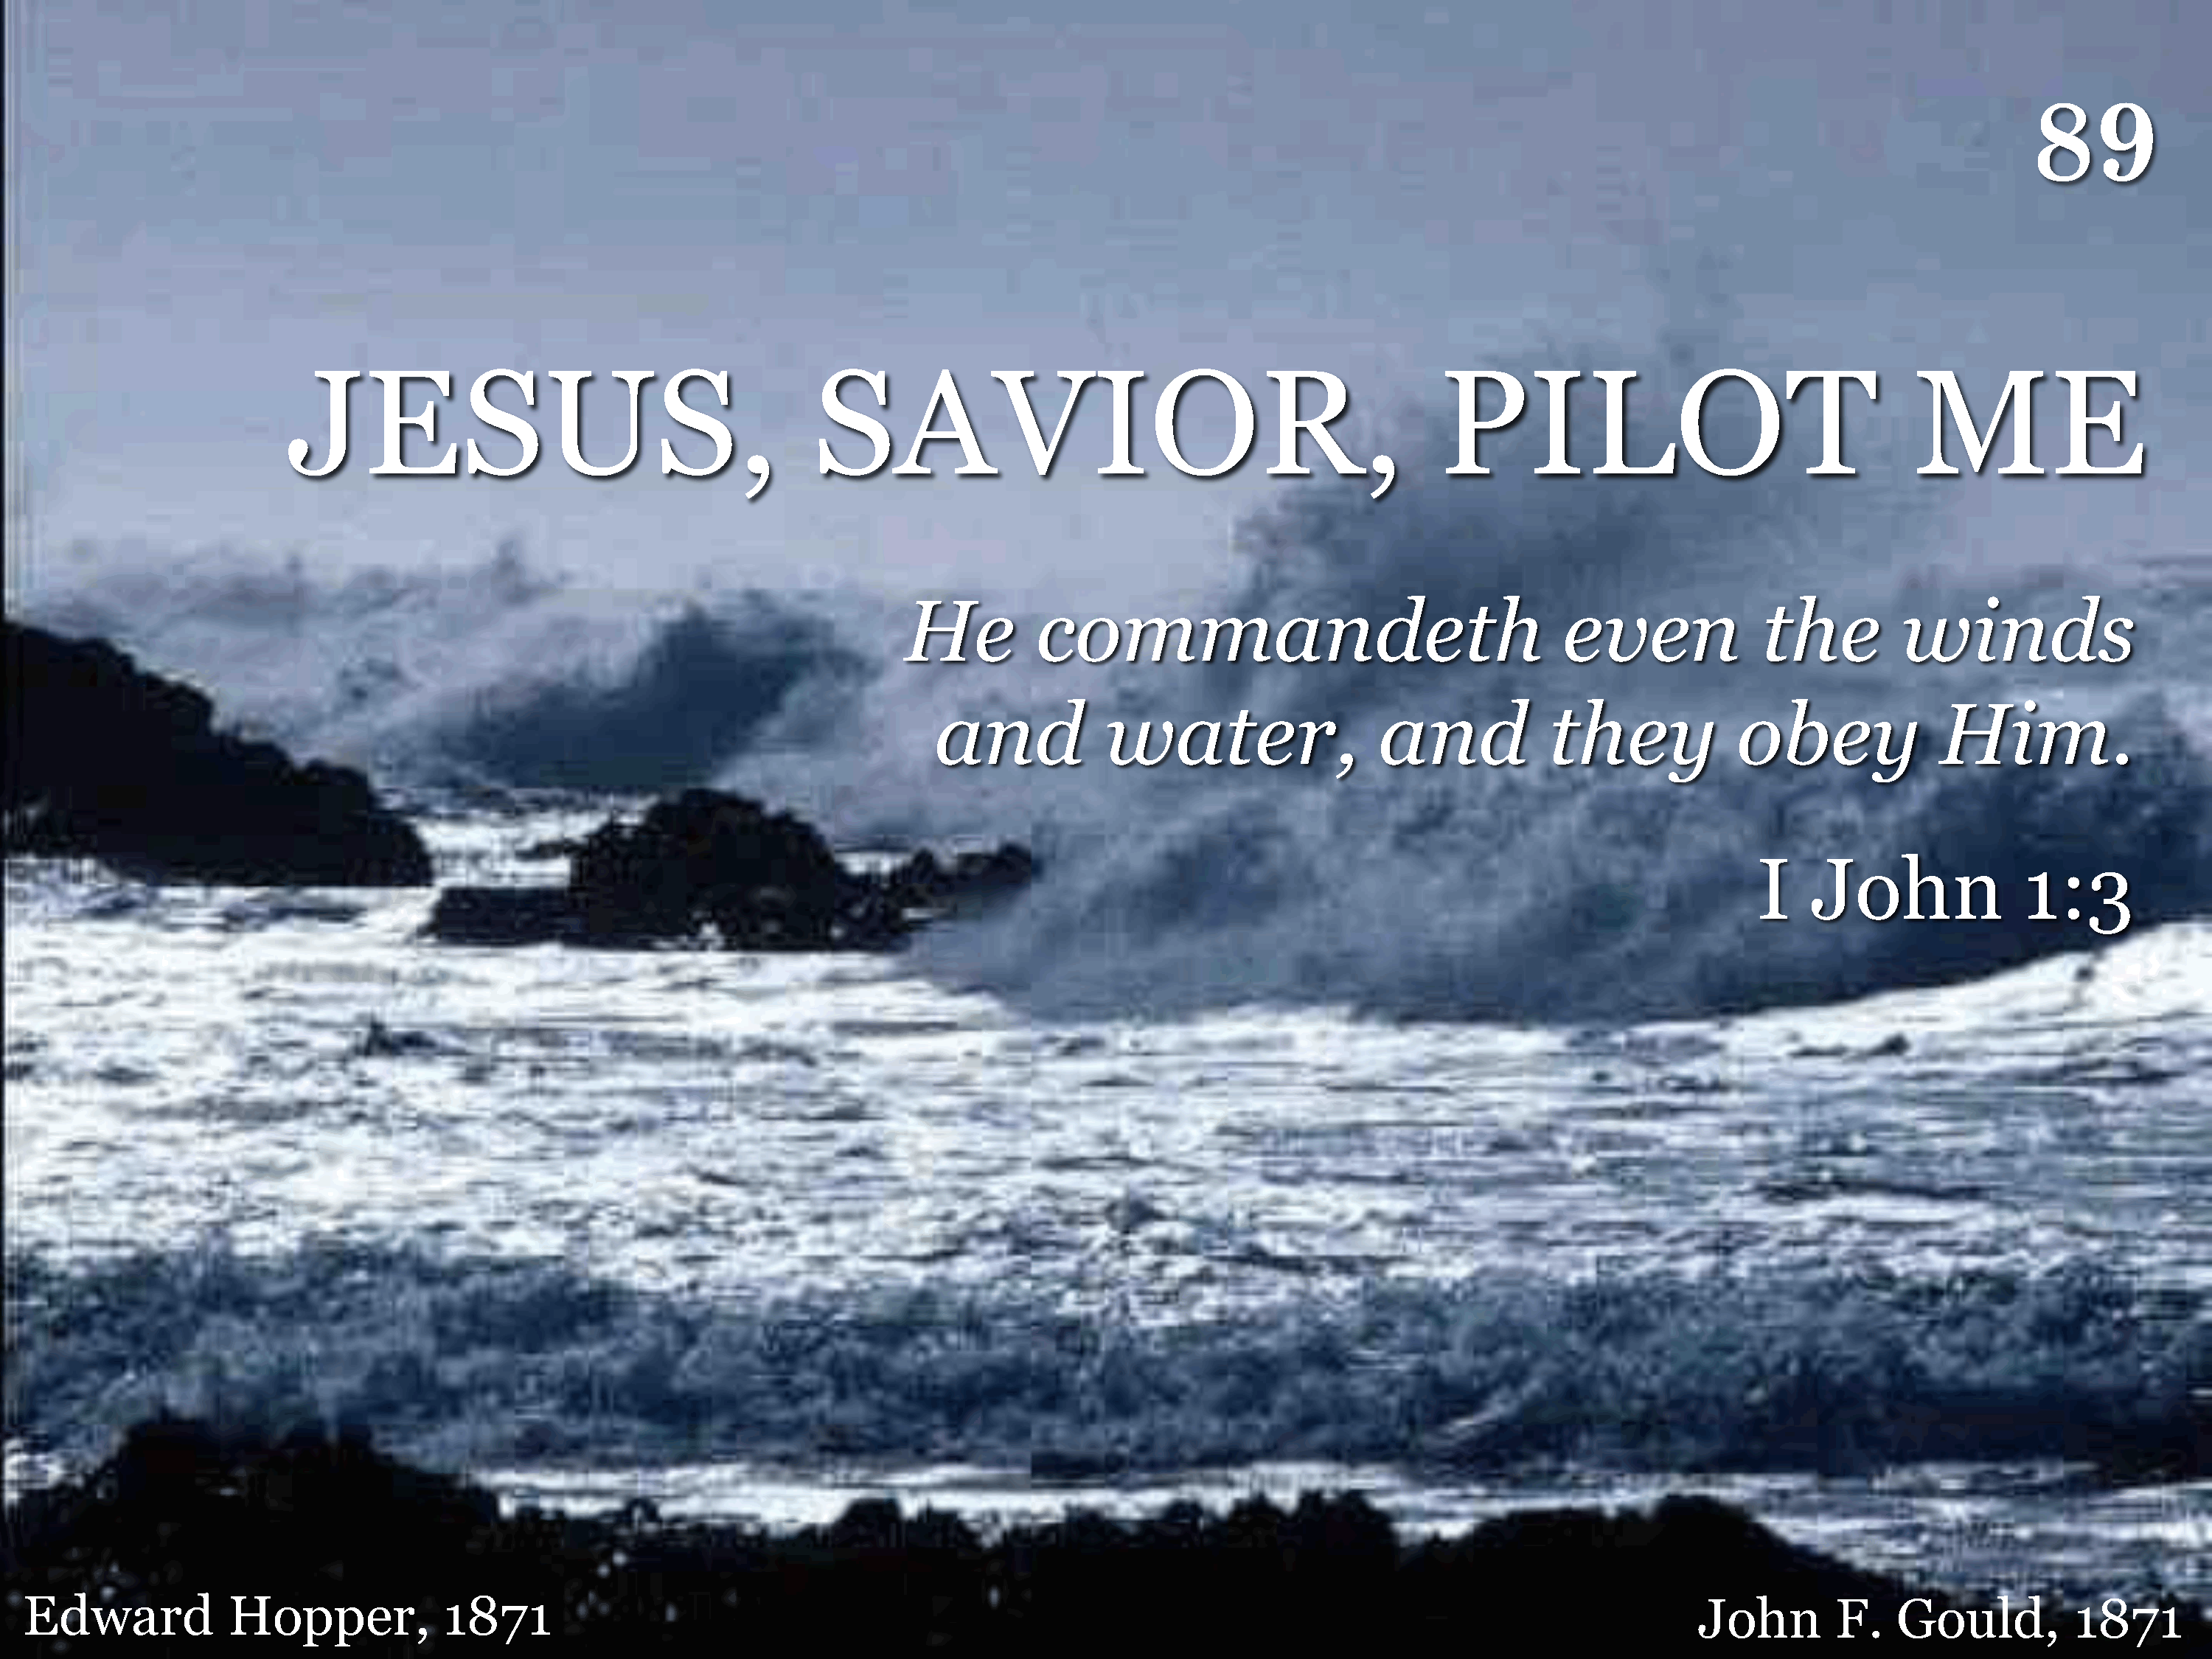 89
JESUS, SAVIOR, PILOT ME
He commandeth even the winds
and water, and they obey Him.
I John 1:3
Edward Hopper, 1871
John F. Gould, 1871